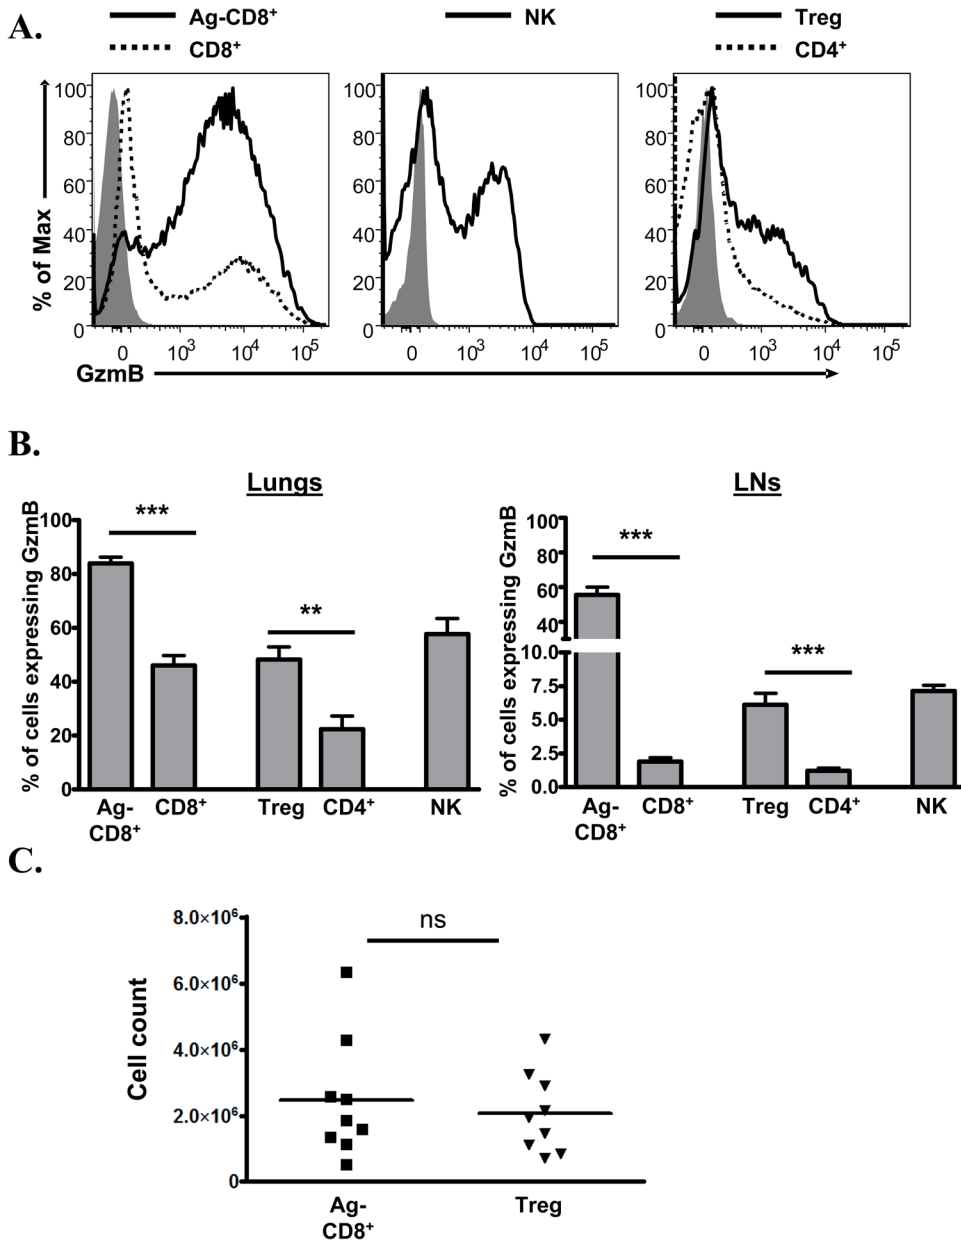 A.
Ag-CD8⁺
CD8⁺
NK
Treg
CD4⁺
% of Max
100
80
60
40
20
0
0 10³ 10⁴ 10⁵
100
80
60
40
20
0
0 10³ 10⁴ 10⁵
100
80
60
40
20
0
0 10³ 10⁴ 10⁵
GzmB
B.
Lungs
% of cells expressing GzmB
100
80
60
40
20
0
***
**
Ag-
CD8⁺
CD8⁺
Treg
CD4⁺
NK
LNs
% of cells expressing GzmB
100
80
60
40
10.0
7.5
5.0
2.5
0.0
***
***
Ag-
CD8⁺
CD8⁺
Treg
CD4⁺
NK
C.
Cell count
8.0×10⁶
6.0×10⁶
4.0×10⁶
2.0×10⁶
0
ns
Ag-
CD8⁺
Treg